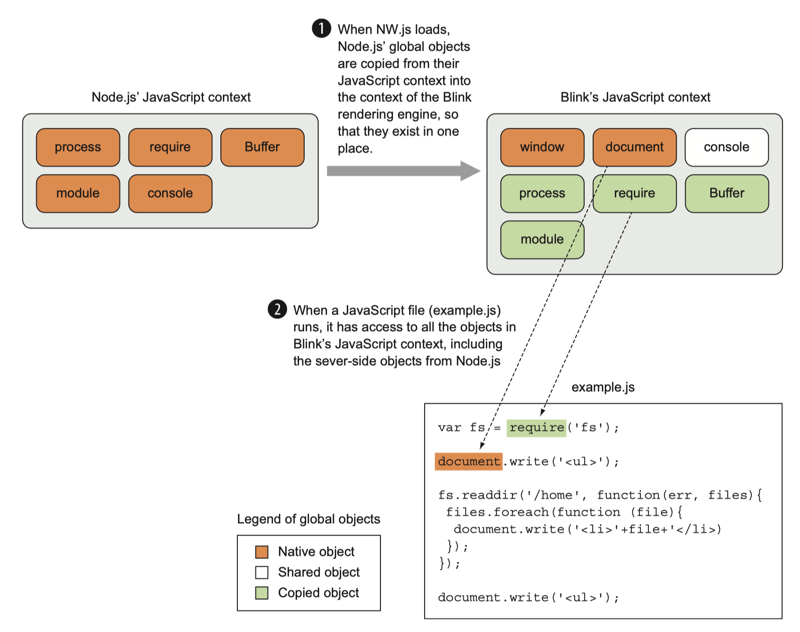 1 When NW.js loads,
Node.js’ global objects
are copied from their
JavaScript context into
the context of the Blink
rendering engine, so
that they exist in one
place.
Node.js’ JavaScript context
process require Buffer
module console
Blink’s JavaScript context
window document console
process require Buffer
module
2 When a JavaScript file (example.js)
runs, it has access to all the objects in
Blink’s JavaScript context, including
the sever-side objects from Node.js
example.js
var fs = require('fs');
document.write('<ul>');
fs.readdir('/home', function(err, files){
files.foreach(function (file){
document.write('<li>'+file+'</li>)
});
});
document.write('<ul>');
Legend of global objects
Native object
Shared object
Copied object